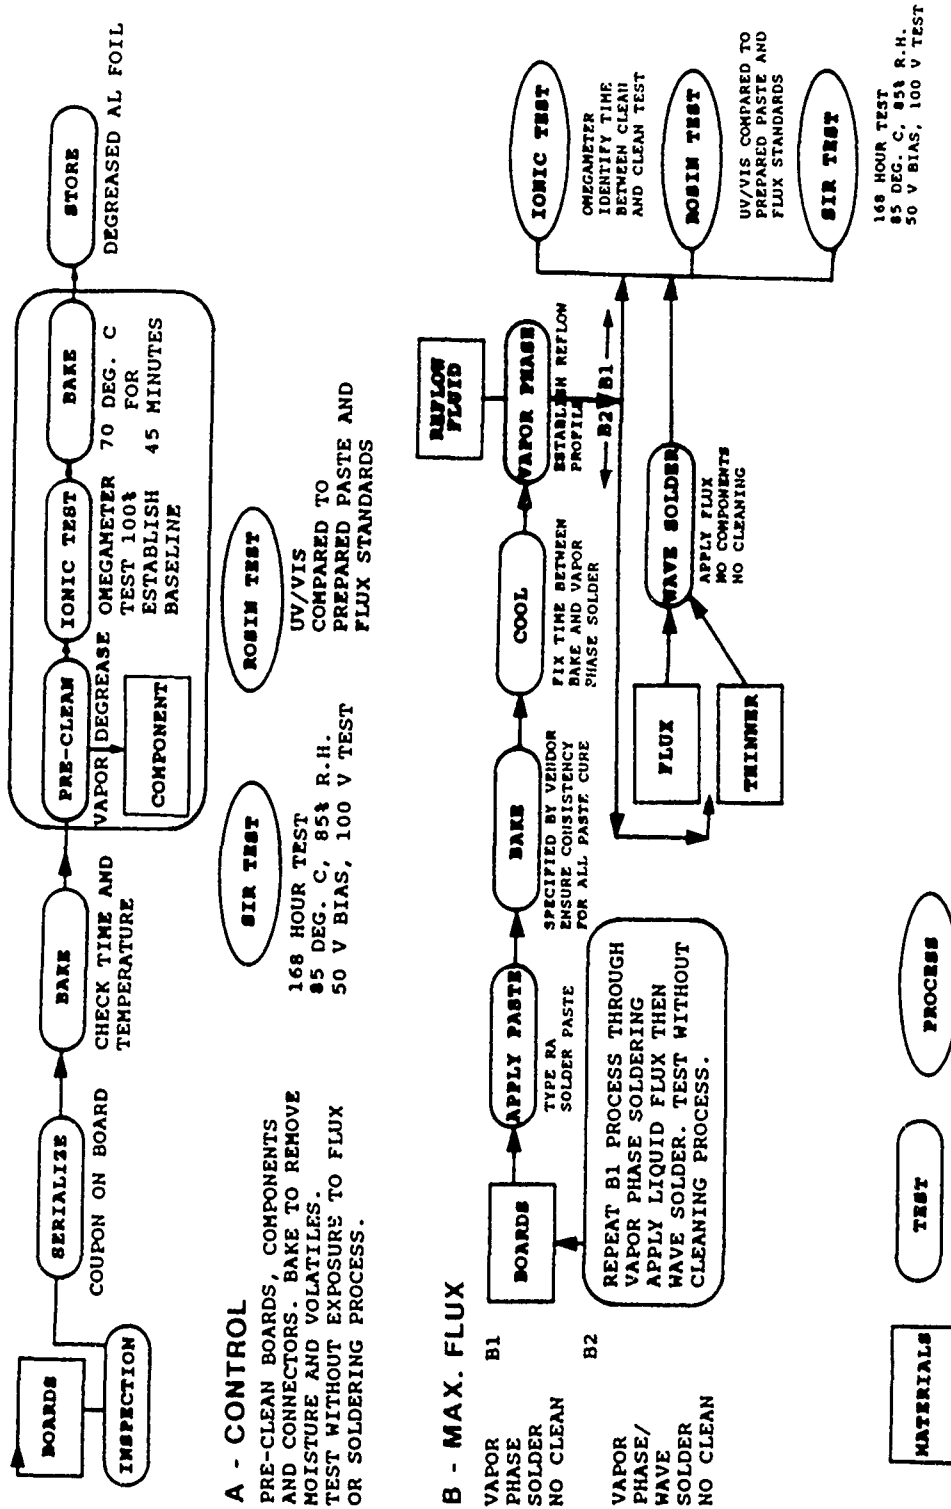 BOARDS
INSPECTION
SERIALIZE
COUPON ON BOARD
BAKE
CHECK TIME AND
TEMPERATURE
PRE-CLEAN
VAPOR DEGREASE
COMPONENT
IONIC TEST
OMEGAMETER
TEST 100%
ESTABLISH
BASELINE
BAKE
70 DEG. C
FOR
45 MINUTES
STORE
DEGREASED AL FOIL
A - CONTROL
PRE-CLEAN BOARDS, COMPONENTS
AND CONNECTORS. BAKE TO REMOVE
MOISTURE AND VOLATILES.
TEST WITHOUT EXPOSURE TO FLUX
OR SOLDERING PROCESS.
SIR TEST
168 HOUR TEST
85 DEG. C, 85% R.H.
50 V BIAS, 100 V TEST
ROSIN TEST
UV/VIS
COMPARED TO
PREPARED PASTE AND
FLUX STANDARDS
B - MAX. FLUX
VAPOR
PHASE
SOLDER
NO CLEAN
B1
BOARDS
APPLY PASTE
TYPE RA
SOLDER PASTE
BAKE
SPECIFIED BY VENDOR
ENSURE CONSISTENCY
FOR ALL PASTE CURE
COOL
FIX TIME BETWEEN
BAKE AND VAPOR
PHASE SOLDER
REFLOW
FLUID
VAPOR PHASE
ESTABLISH REFLOW
PROFILE
B2
B1
VAPOR
PHASE/
WAVE
SOLDER
NO CLEAN
B2
REPEAT B1 PROCESS THROUGH
VAPOR PHASE SOLDERING
APPLY LIQUID FLUX THEN
WAVE SOLDER. TEST WITHOUT
CLEANING PROCESS.
FLUX
THINNER
WAVE SOLDER
APPLY FLUX
NO COMPONENTS
NO CLEANING
IONIC TEST
OMEGAMETER
IDENTIFY TIME
BETWEEN CLEAN
AND CLEAN TEST
ROSIN TEST
UV/VIS COMPARED TO
PREPARED PASTE AND
FLUX STANDARDS
SIR TEST
168 HOUR TEST
85 DEG. C, 85% R.H.
50 V BIAS, 100 V TEST
MATERIALS
TEST
PROCESS